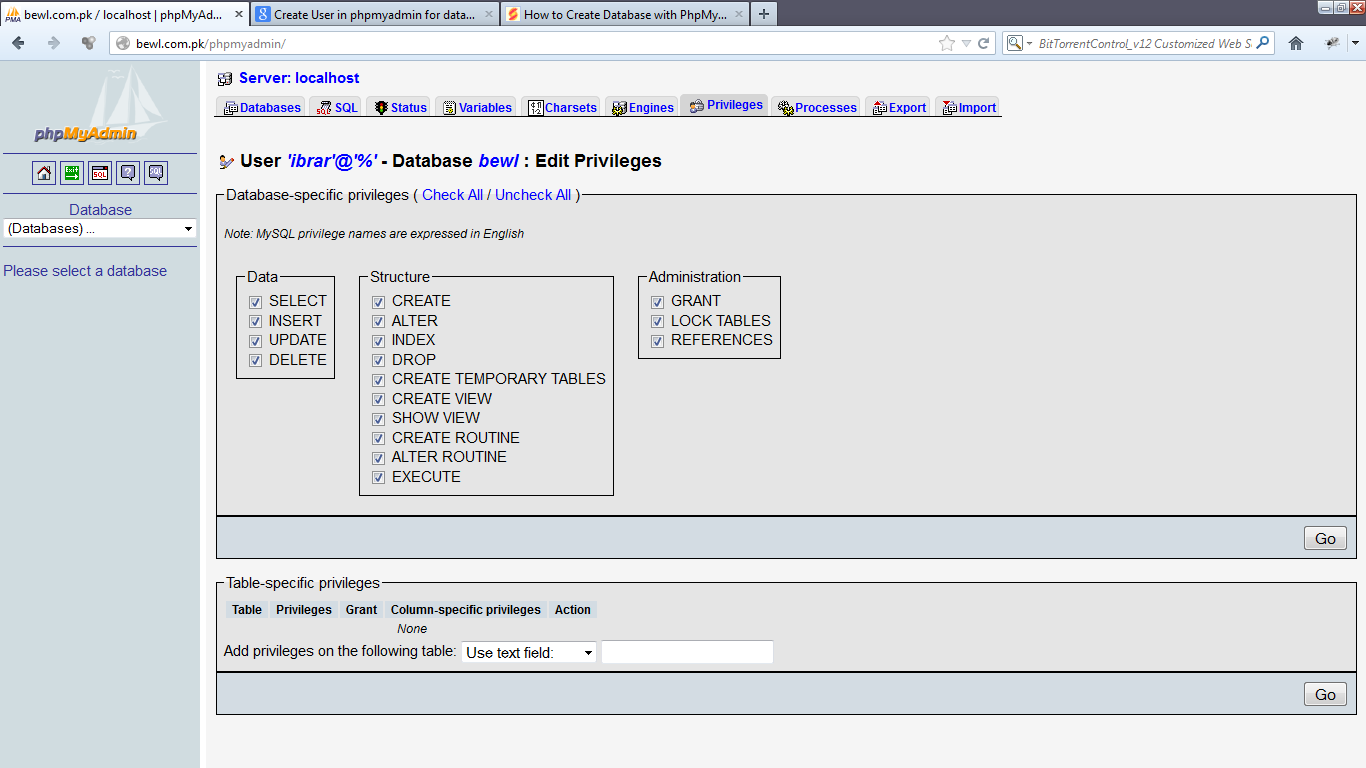 bewl.com.pk / localhost | phpMyAd...
Create User in phpmyadmin for data...
How to Create Database with PhpMy...
bewl.com.pk/phpmyadmin/
BitTorrentControl_v12 Customized Web S
phpMyAdmin
Database
(Databases) ...
Please select a database
Server: localhost
Databases SQL Status Variables Charsets Engines Privileges Processes Export Import
User 'ibrar'@'%' - Database bewl : Edit Privileges
Database-specific privileges ( Check All / Uncheck All )
Note: MySQL privilege names are expressed in English
Data
SELECT
INSERT
UPDATE
DELETE
Structure
CREATE
ALTER
INDEX
DROP
CREATE TEMPORARY TABLES
CREATE VIEW
SHOW VIEW
CREATE ROUTINE
ALTER ROUTINE
EXECUTE
Administration
GRANT
LOCK TABLES
REFERENCES
Go
Table-specific privileges
Table Privileges Grant Column-specific privileges Action
None
Add privileges on the following table: Use text field:
Go